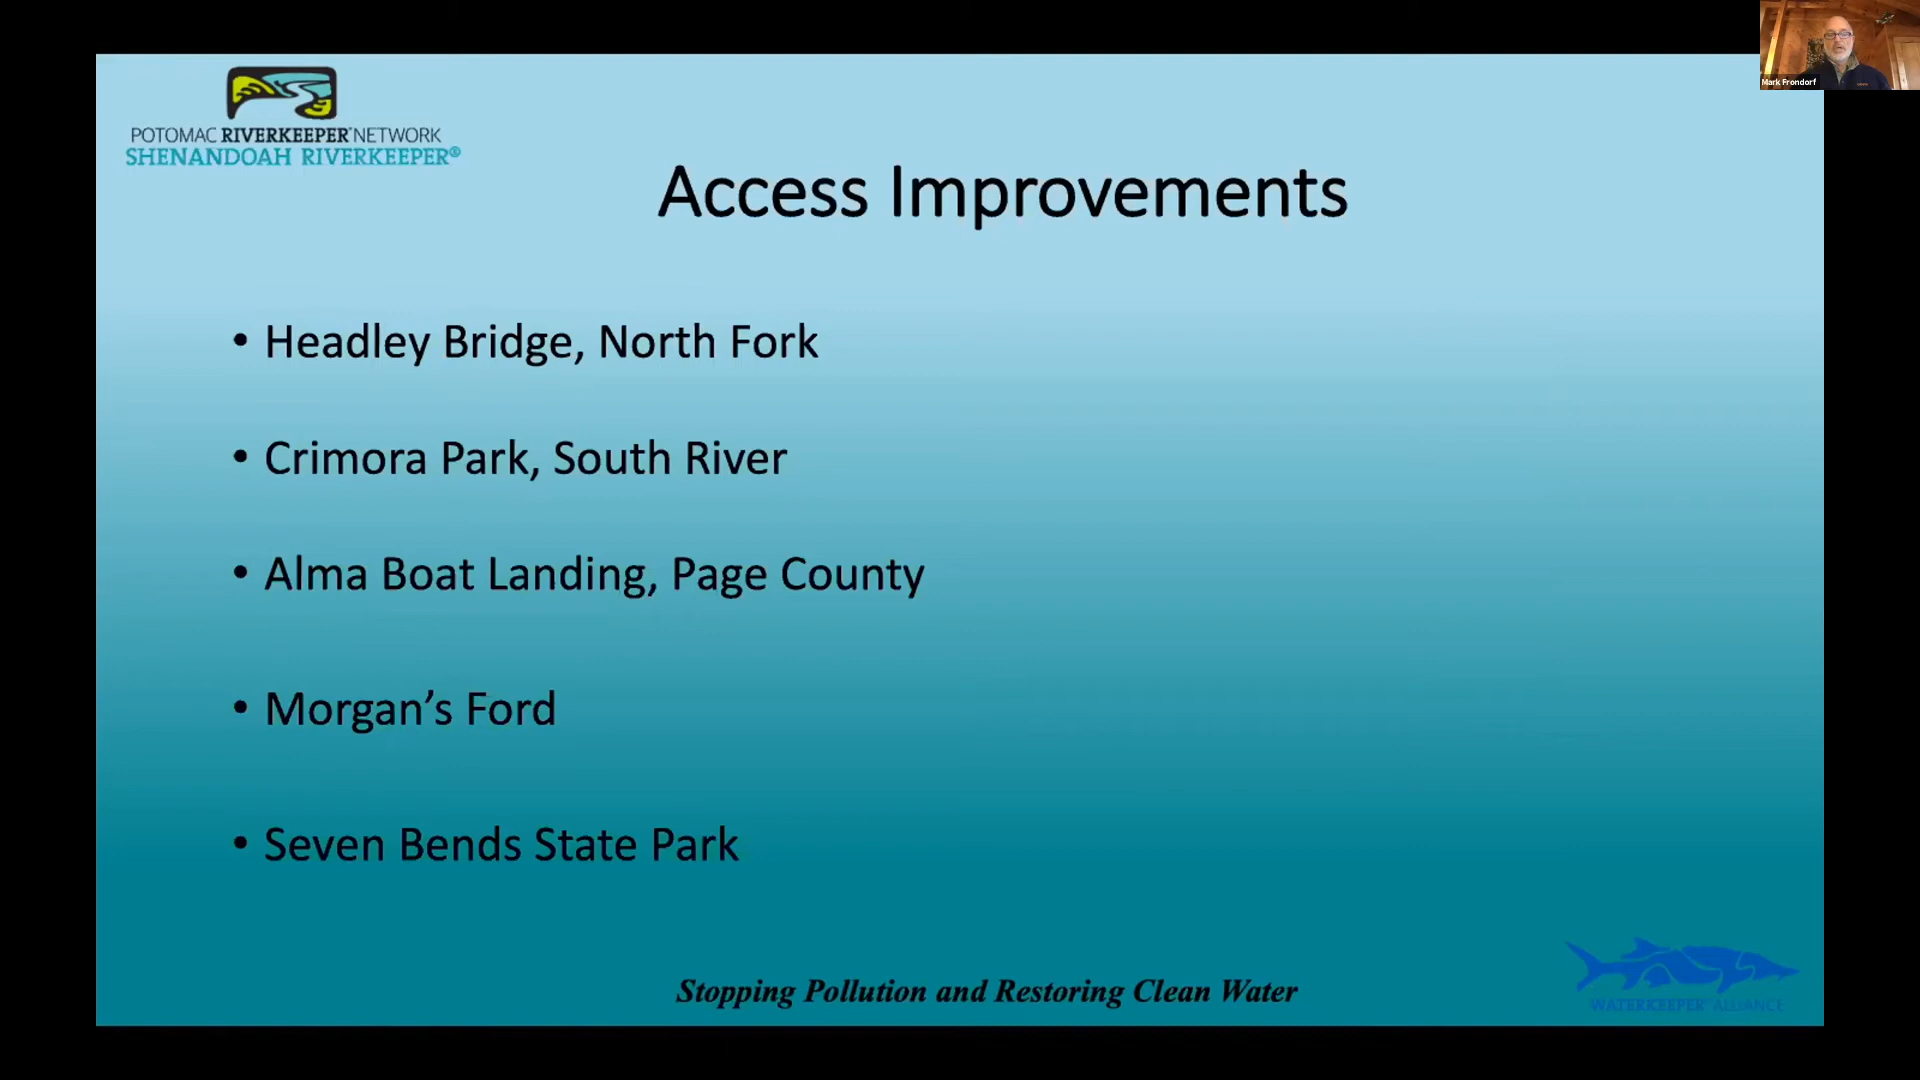 Mark Frondorf
POTOMAC RIVERKEEPER® NETWORK
SHENANDOAH RIVERKEEPER®
Access Improvements
• Headley Bridge, North Fork
• Crimora Park, South River
• Alma Boat Landing, Page County
• Morgan’s Ford
• Seven Bends State Park
Stopping Pollution and Restoring Clean Water
WATERKEEPER® ALLIANCE